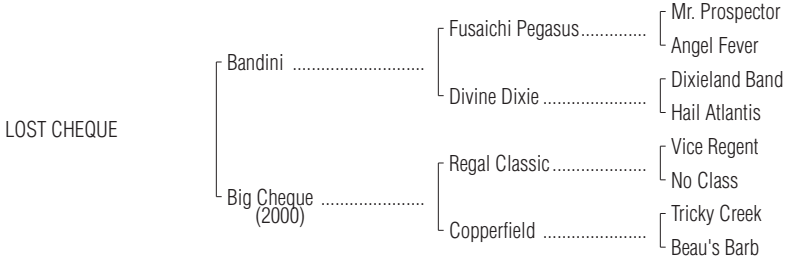 Mr. Prospector
Fusaichi Pegasus..............
Angel Fever
Bandini ............................
Dixieland Band
Divine Dixie ......................
Hail Atlantis
LOST CHEQUE
Vice Regent
Regal Classic....................
No Class
Big Cheque ......................
(2000)
Tricky Creek
Copperfield ......................
Beau's Barb